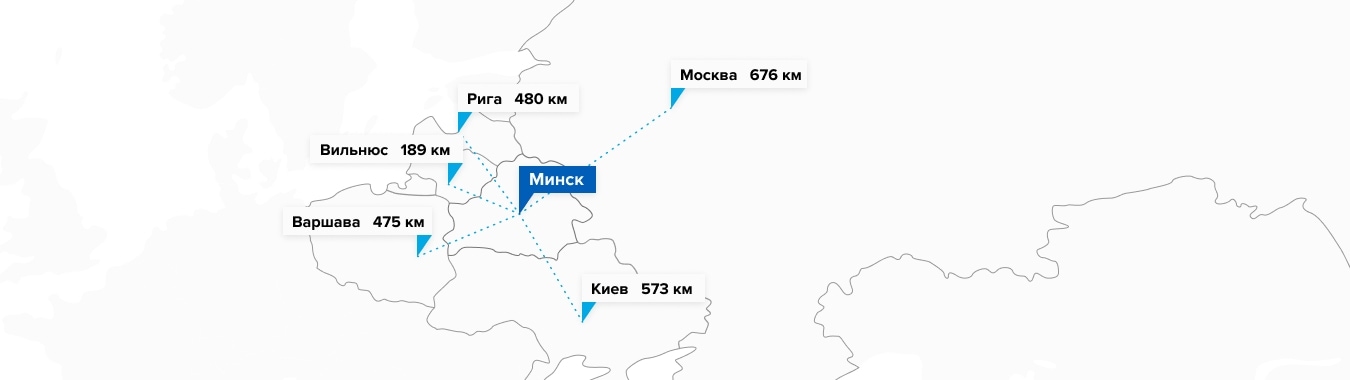 Москва 676 км
Рига 480 км
Вильнюс 189 км
Минск
Варшава 475 км
Киев 573 км